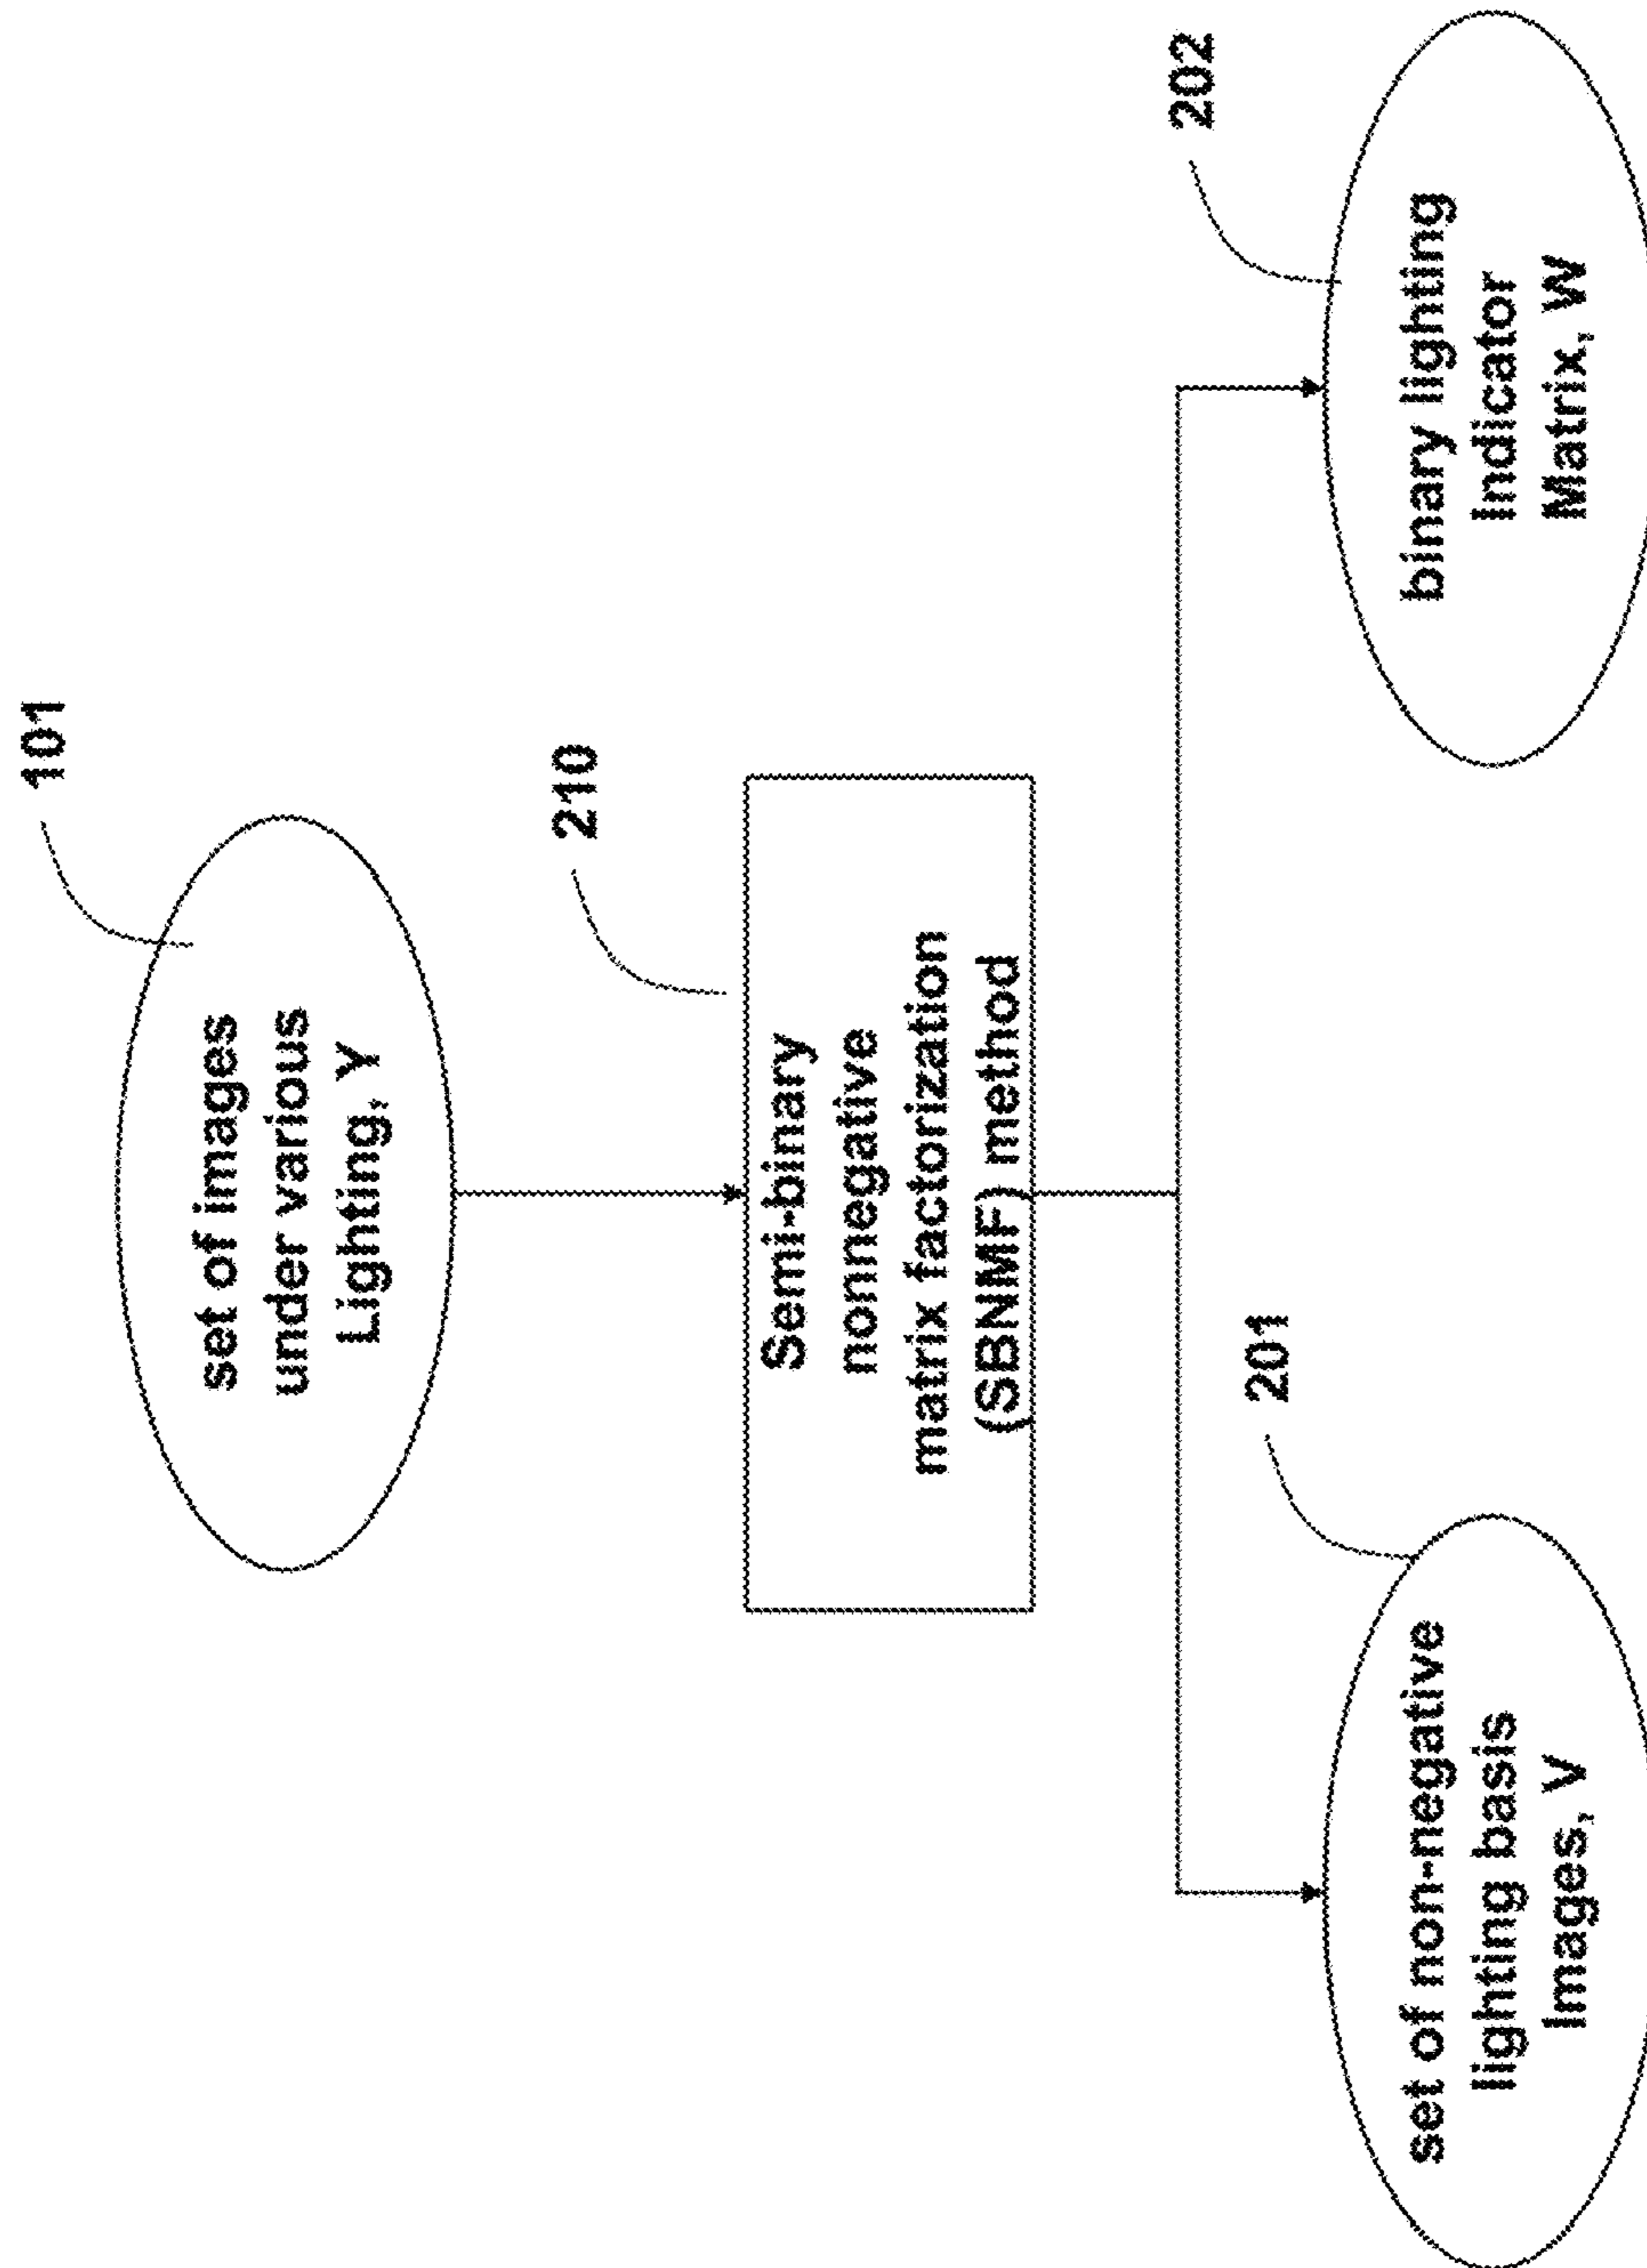 101
set of images
under various
Lighting, Y
210
Semi-binary
nonnegative
matrix factorization
(SBNMF) method
201
set of non-negative
lighting basis
Images, V
202
binary lighting
Indicator
Matrix, W